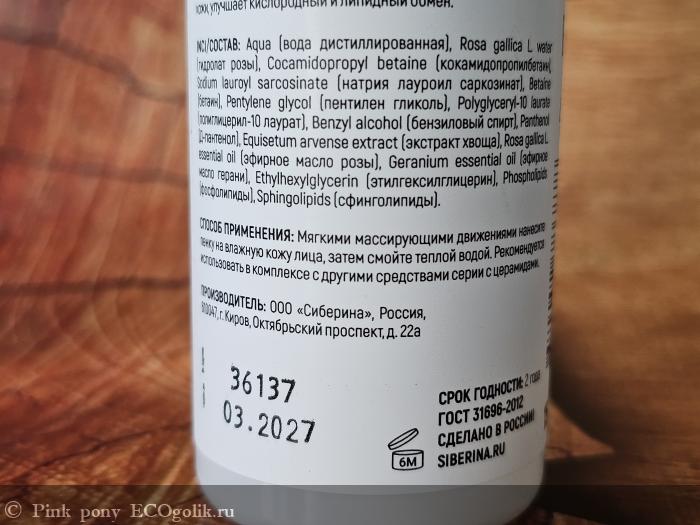 кожи, улучшает кислородный и липидный обмен.
INCI/СОСТАВ: Aqua (вода дистиллированная), Rosa gallica L. water
(гидролат розы), Cocamidopropyl betaine (кокамидопропилбетаин),
Sodium lauroyl sarcosinate (натрия лауроил саркозинат), Betaine
(бетаин), Pentylene glycol (пентилен гликоль), Polyglyceryl-10 laurate
(полиглицерил-10 лаурат), Benzyl alcohol (бензиловый спирт), Panthenol
(D-пантенол), Equisetum arvense extract (экстракт хвоща), Rosa gallica L.
essential oil (эфирное масло розы), Geranium essential oil (эфирное
масло герани), Ethylhexylglycerin (этилгексилглицерин), Phospholipids
(фосфолипиды), Sphingolipids (сфинголипиды).
СПОСОБ ПРИМЕНЕНИЯ: Мягкими массирующими движениями нанесите
пенку на влажную кожу лица, затем смойте теплой водой. Рекомендуется
использовать в комплексе с другими средствами серии с церамидами.
ПРОИЗВОДИТЕЛЬ: ООО «Сиберина», Россия,
610047, г. Киров, Октябрьский проспект, д. 22а
36137
03.2027
6M
СРОК ГОДНОСТИ: 2 года
ГОСТ 31696-2012
СДЕЛАНО В РОССИИ
SIBERINA.RU
© Pink pony ECOgolik.ru